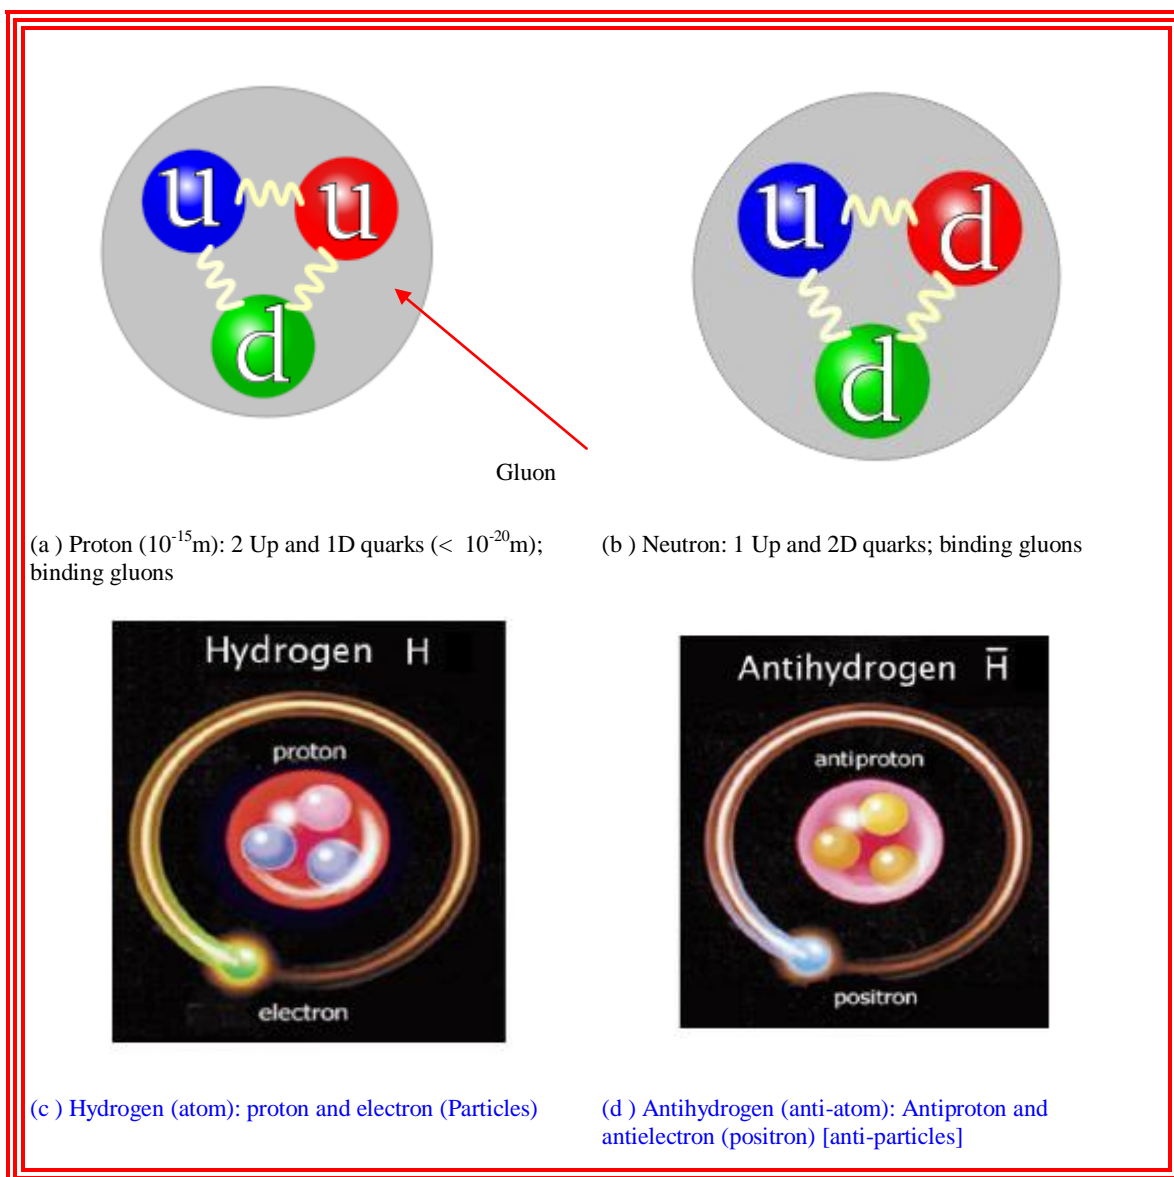 u u
d
u d
d
Gluon
(a ) Proton (10⁻¹⁵m): 2 Up and 1D quarks (< 10⁻²⁰m);
binding gluons
(b ) Neutron: 1 Up and 2D quarks; binding gluons
Hydrogen H
proton
electron
Antihydrogen H̅
antiproton
positron
(c ) Hydrogen (atom): proton and electron (Particles)
(d ) Antihydrogen (anti-atom): Antiproton and
antielectron (positron) [anti-particles]